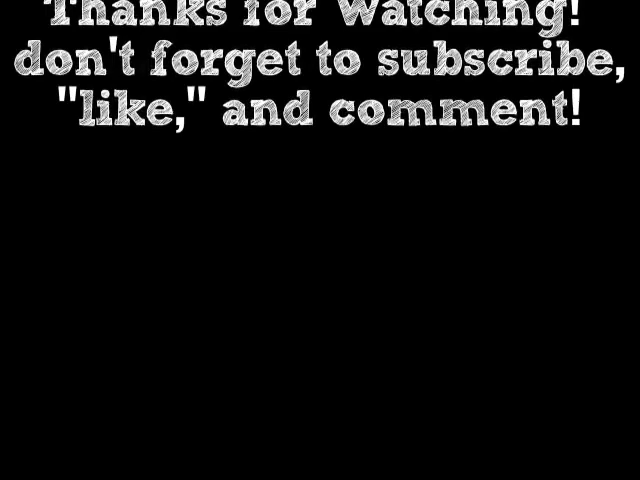 Thanks for Watching!
don't forget to subscribe,
"like," and comment!